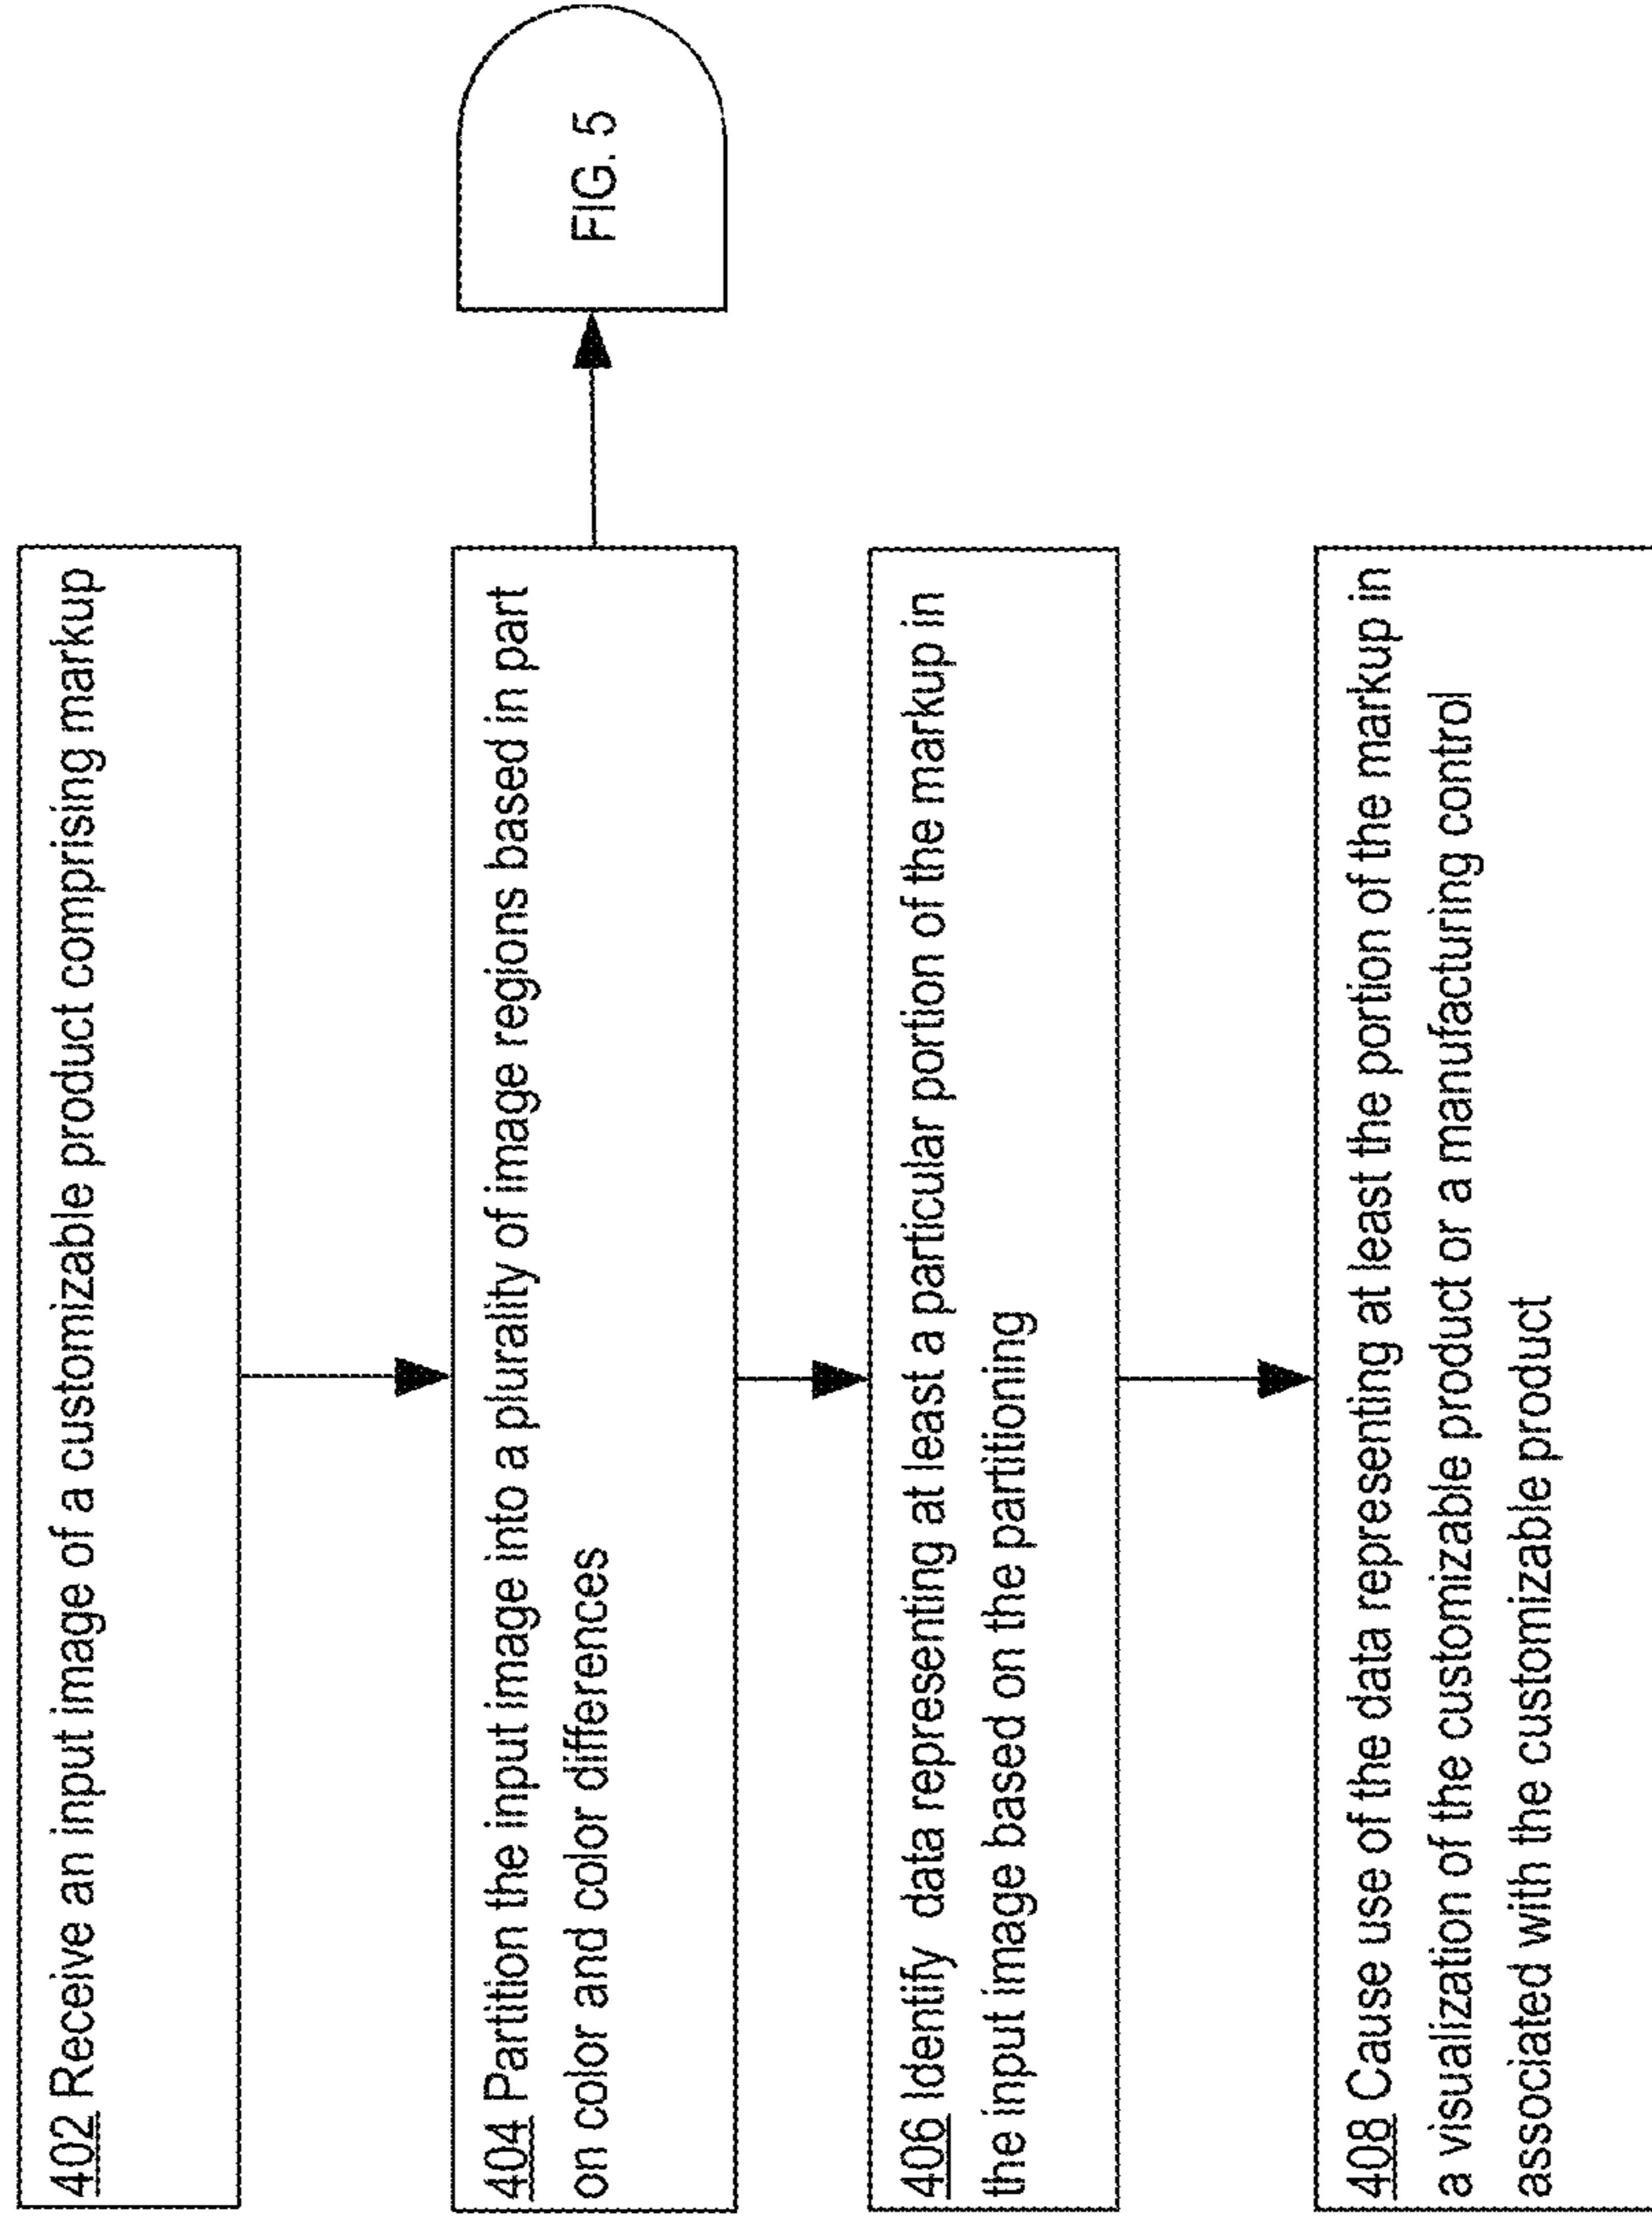 402 Receive an input image of a customizable product comprising markup
404 Partition the input image into a plurality of image regions based in part
on color and color differences
FIG. 5
406 Identify data representing at least a particular portion of the markup in
the input image based on the partitioning
408 Cause use of the data representing at least the portion of the markup in
a visualization of the customizable product or a manufacturing control
associated with the customizable product